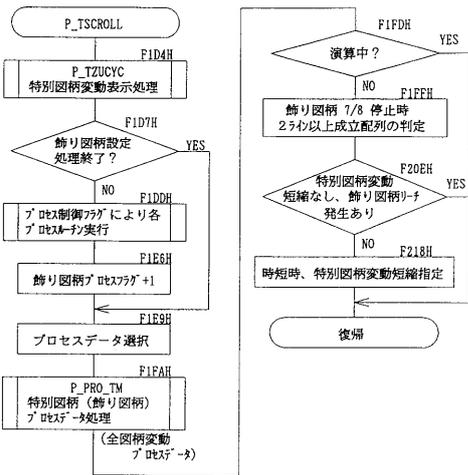 P_TSCROLL
F1D4H
P_TZUCYC
特別図柄変動表示処理
F1D7H
飾り図柄設定
処理終了？
YES
NO
F1DDH
ﾌﾟﾛｾｽ制御ﾌﾗｸﾞにより各
ﾌﾟﾛｾｽﾙｰﾁﾝ実行
F1E6H
飾り図柄ﾌﾟﾛｾｽﾌﾗｸﾞ+1
F1E9H
プロセスデータ選択
F1FAH
P_PRO_TM
特別図柄（飾り図柄）
ﾌﾟﾛｾｽﾃﾞｰﾀ処理
（全図柄変動
ﾌﾟﾛｾｽﾃﾞｰﾀ）
F1FDH
演算中？
YES
NO
F1FFH
飾り図柄 7/8 停止時
２ﾗｲﾝ以上成立配列の判定
F20EH
特別図柄変動
短縮なし、飾り図柄ﾘｰﾁ
発生あり
YES
NO
F218H
時短時、特別図柄変動短縮指定
復帰